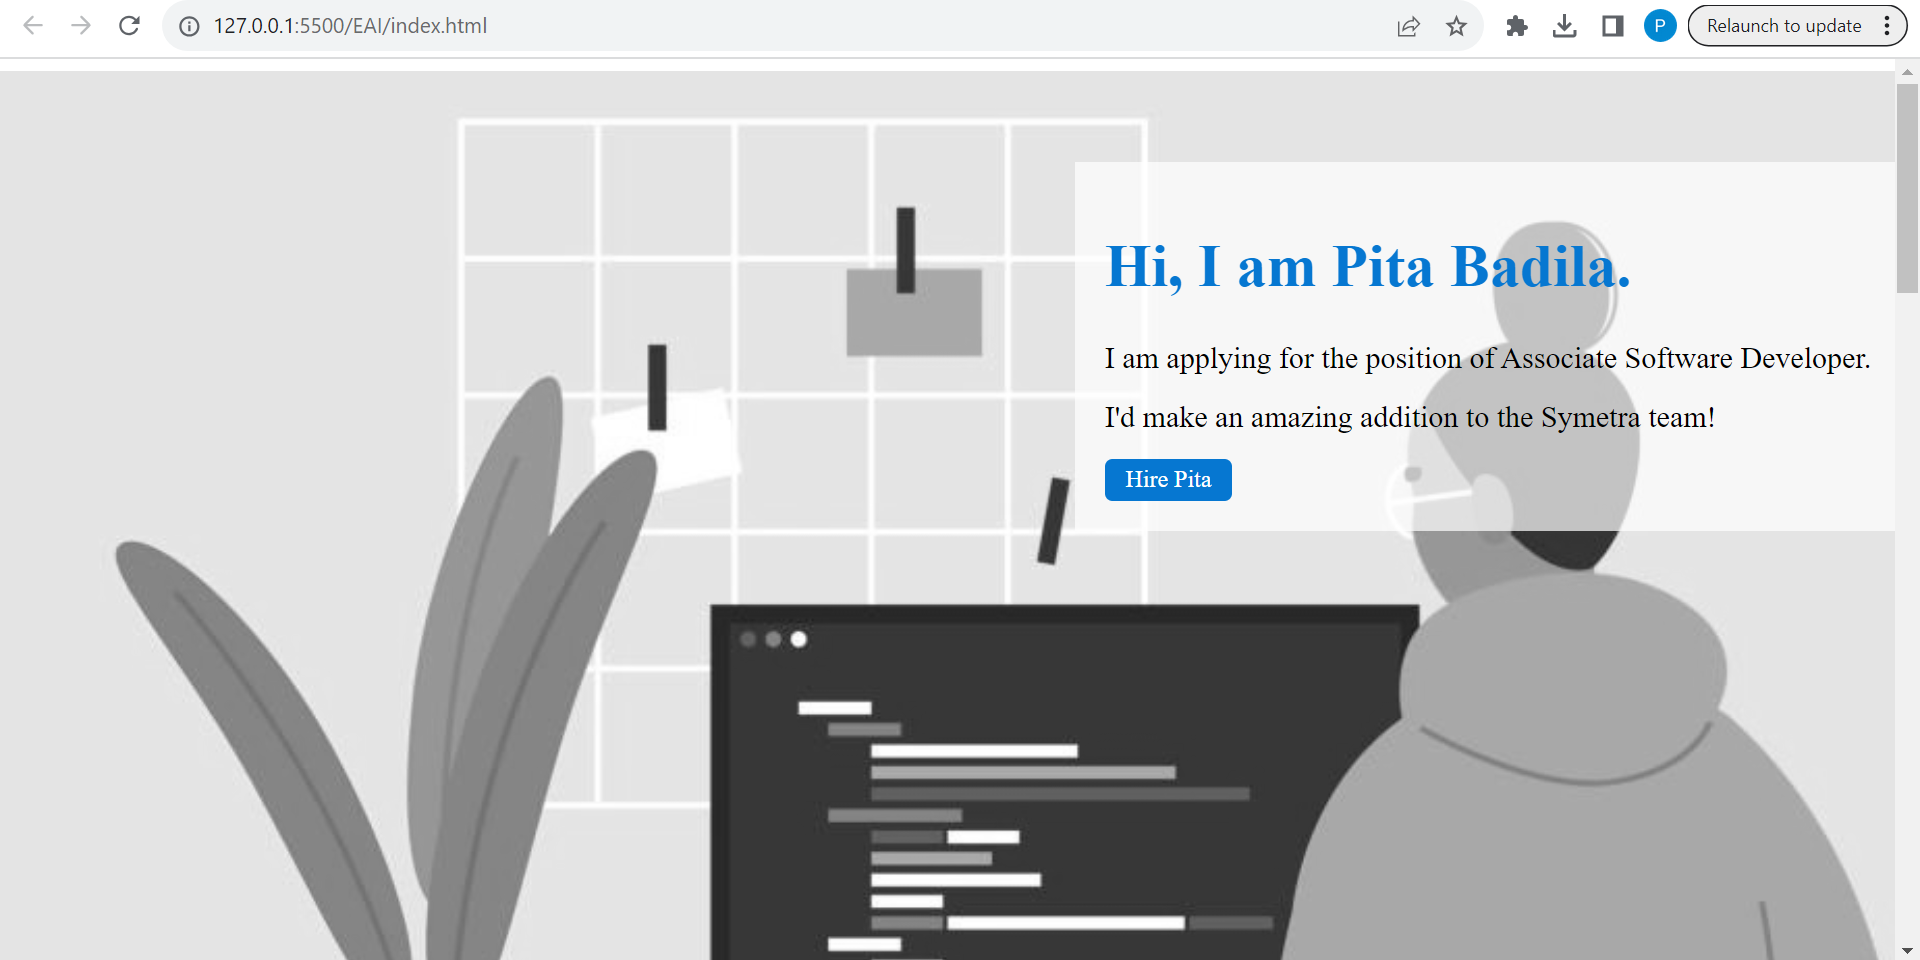 127.0.0.1:5500/EAI/index.html
P
Relaunch to update
Hi, I am Pita Badila.
I am applying for the position of Associate Software Developer.
I'd make an amazing addition to the Symetra team!
Hire Pita